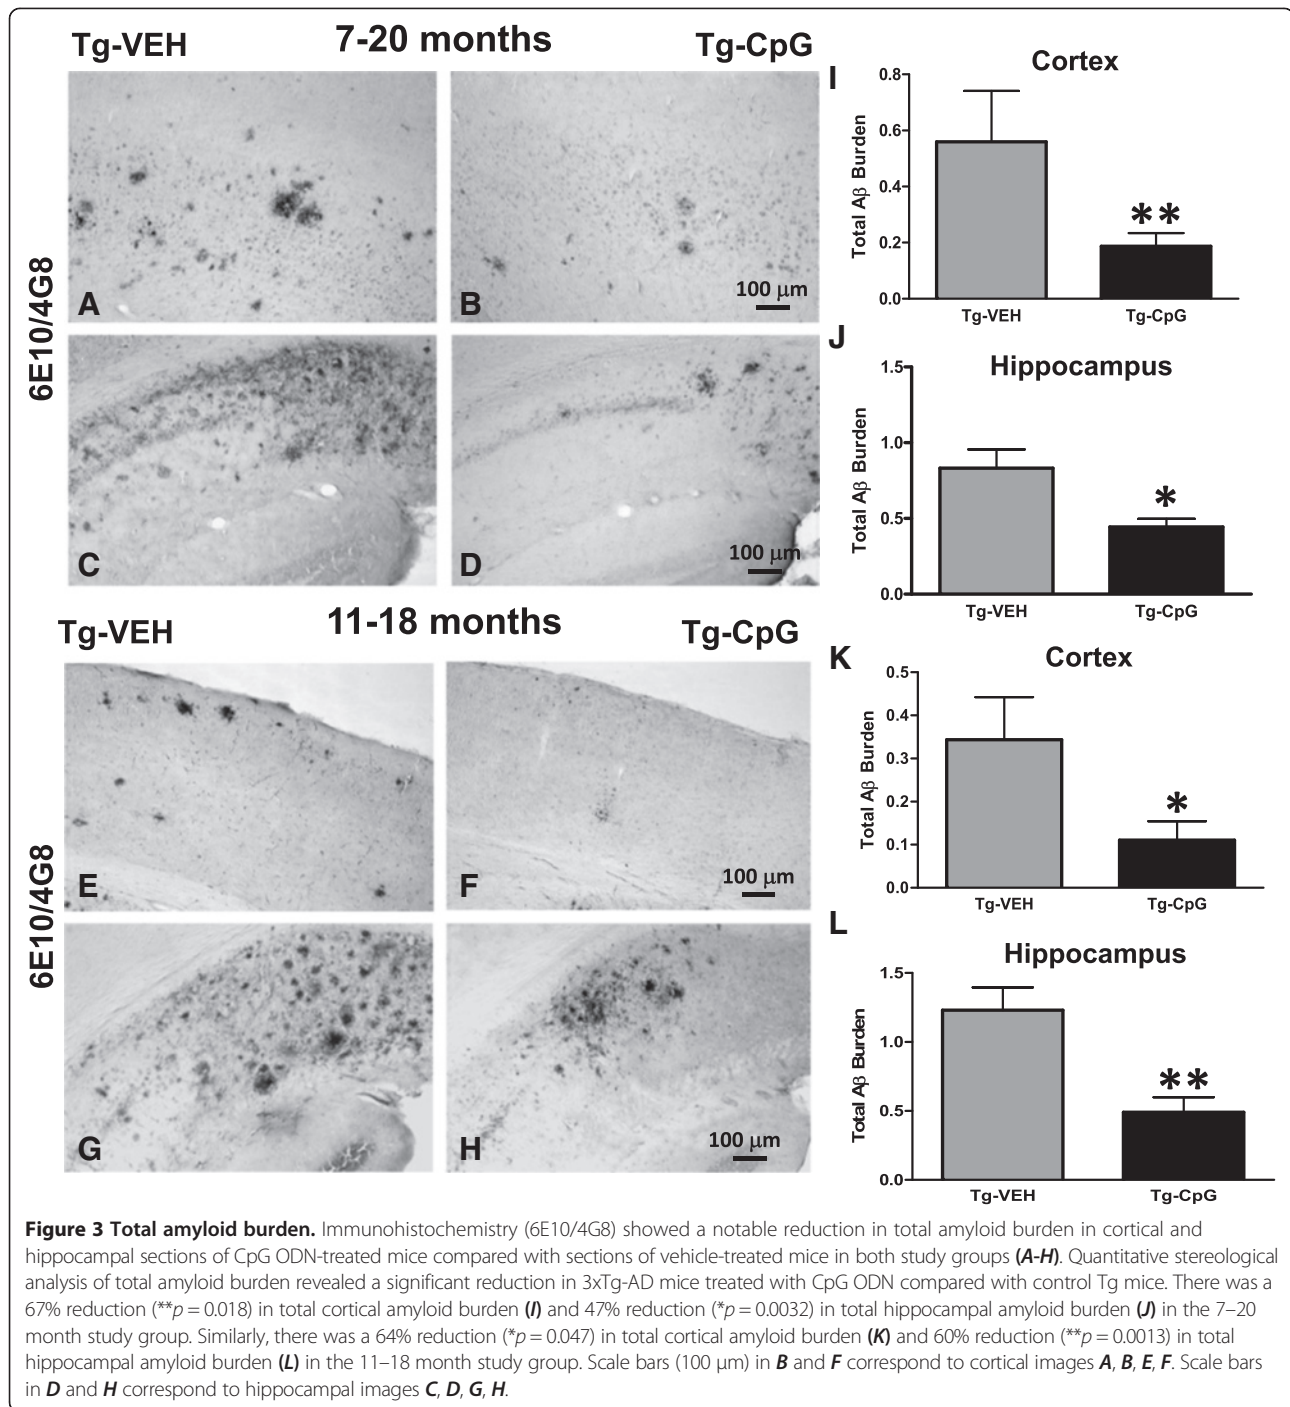 Tg-VEH 7-20 months Tg-CpG
6E10/4G8
A
B
100 μm
C
D
100 μm
I
Cortex
Total Aβ Burden
0.8
0.6
0.4
0.2
0.0
**
Tg-VEH Tg-CpG
J
Hippocampus
Total Aβ Burden
1.5
1.0
0.5
0.0
*
Tg-VEH Tg-CpG
Tg-VEH 11-18 months Tg-CpG
6E10/4G8
E
F
100 μm
G
H
100 μm
K
Cortex
Total Aβ Burden
0.5
0.4
0.3
0.2
0.1
0.0
*
Tg-VEH Tg-CpG
L
Hippocampus
Total Aβ Burden
1.5
1.0
0.5
0.0
**
Tg-VEH Tg-CpG
Figure 3 Total amyloid burden. Immunohistochemistry (6E10/4G8) showed a notable reduction in total amyloid burden in cortical and
hippocampal sections of CpG ODN-treated mice compared with sections of vehicle-treated mice in both study groups (A-H). Quantitative stereological
analysis of total amyloid burden revealed a significant reduction in 3xTg-AD mice treated with CpG ODN compared with control Tg mice. There was a
67% reduction (**p = 0.018) in total cortical amyloid burden (I) and 47% reduction (*p = 0.0032) in total hippocampal amyloid burden (J) in the 7–20
month study group. Similarly, there was a 64% reduction (*p = 0.047) in total cortical amyloid burden (K) and 60% reduction (**p = 0.0013) in total
hippocampal amyloid burden (L) in the 11–18 month study group. Scale bars (100 μm) in B and F correspond to cortical images A, B, E, F. Scale bars
in D and H correspond to hippocampal images C, D, G, H.